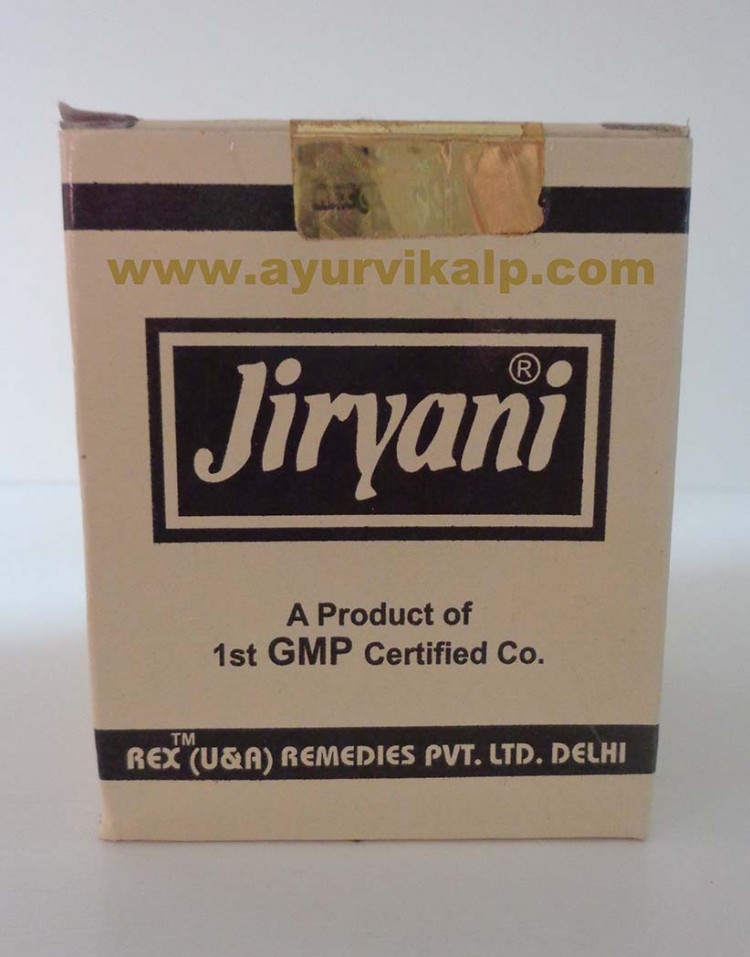 www.ayurvikalp.com
Jiryani®
A Product of
1st GMP Certified Co.
REX™ (U&A) REMEDIES PVT. LTD. DELHI